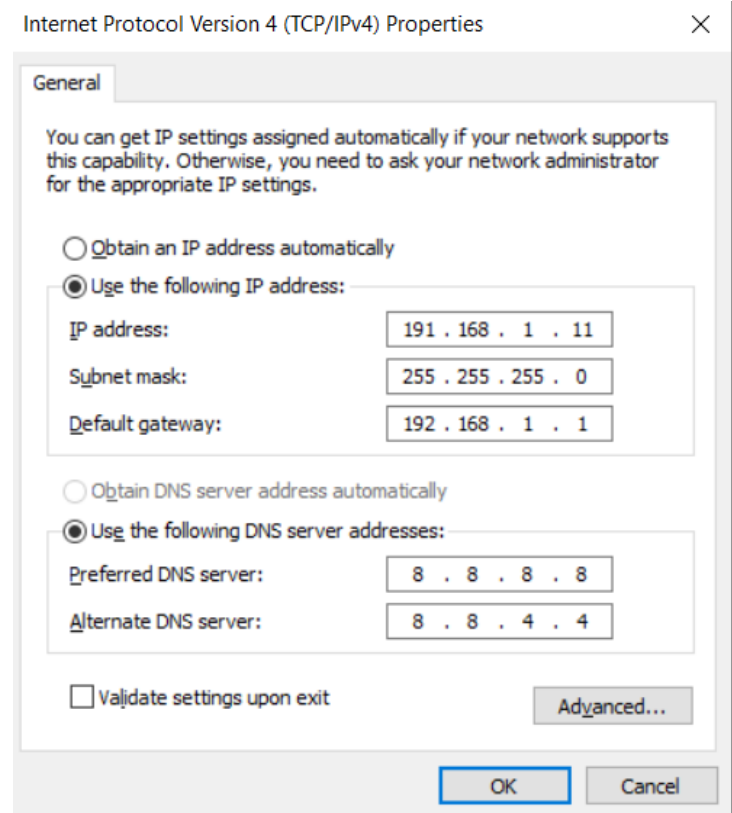 Internet Protocol Version 4 (TCP/IPv4) Properties
General
You can get IP settings assigned automatically if your network supports
this capability. Otherwise, you need to ask your network administrator
for the appropriate IP settings.
Obtain an IP address automatically
Use the following IP address:
IP address: 191 . 168 . 1 . 11
Subnet mask: 255 . 255 . 255 . 0
Default gateway: 192 . 168 . 1 . 1
Obtain DNS server address automatically
Use the following DNS server addresses:
Preferred DNS server: 8 . 8 . 8 . 8
Alternate DNS server: 8 . 8 . 4 . 4
Validate settings upon exit
Advanced...
OK Cancel